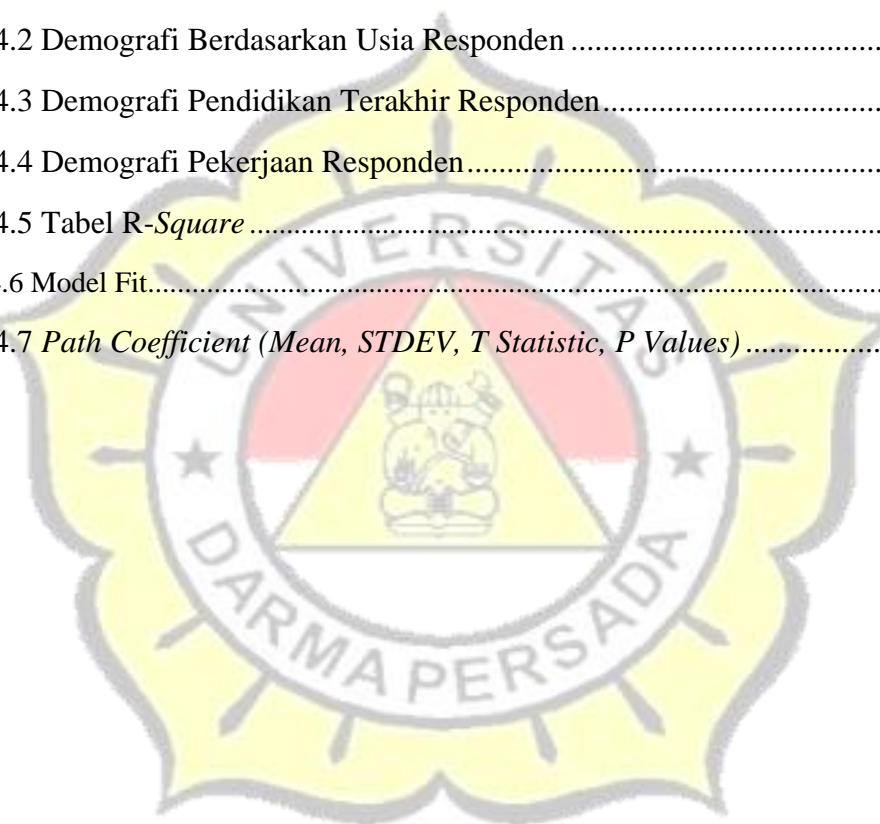 4.2 Demografi Berdasarkan Usia Responden ..................................
4.3 Demografi Pendidikan Terakhir Responden..................................
4.4 Demografi Pekerjaan Responden..................................
4.5 Tabel R-Square ..................................
.6 Model Fit..................................
4.7 Path Coefficient (Mean, STDEV, T Statistic, P Values) ..................................
UNIVERSITAS
DARMA PERSADA